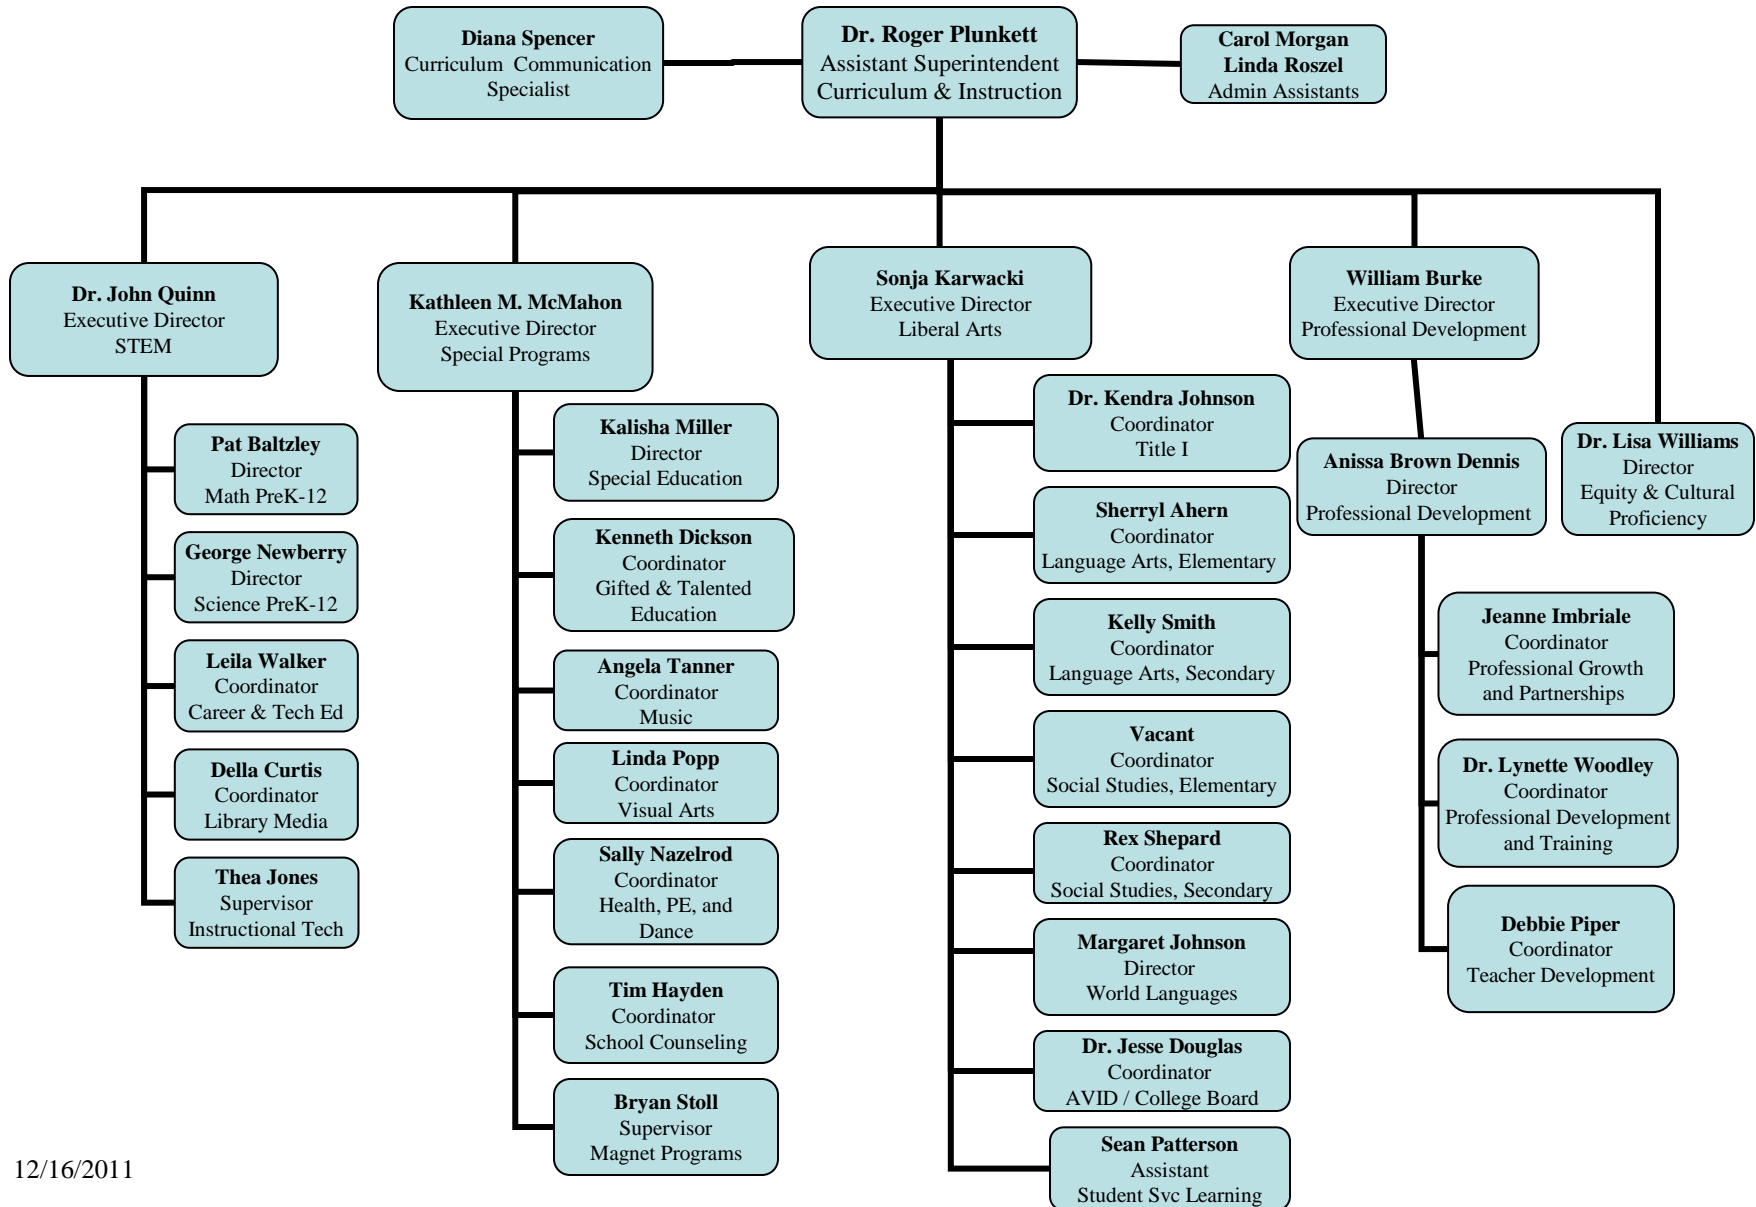 Diana Spencer
Curriculum Communication
Specialist
Dr. Roger Plunkett
Assistant Superintendent
Curriculum & Instruction
Carol Morgan
Linda Roszel
Admin Assistants
Dr. John Quinn
Executive Director
STEM
Pat Baltzley
Director
Math PreK-12
George Newberry
Director
Science PreK-12
Leila Walker
Coordinator
Career & Tech Ed
Della Curtis
Coordinator
Library Media
Thea Jones
Supervisor
Instructional Tech
Kathleen M. McMahon
Executive Director
Special Programs
Kalisha Miller
Director
Special Education
Kenneth Dickson
Coordinator
Gifted & Talented
Education
Angela Tanner
Coordinator
Music
Linda Popp
Coordinator
Visual Arts
Sally Nazelrod
Coordinator
Health, PE, and
Dance
Tim Hayden
Coordinator
School Counseling
Bryan Stoll
Supervisor
Magnet Programs
Sonja Karwacki
Executive Director
Liberal Arts
Dr. Kendra Johnson
Coordinator
Title I
Sherryl Ahern
Coordinator
Language Arts, Elementary
Kelly Smith
Coordinator
Language Arts, Secondary
Vacant
Coordinator
Social Studies, Elementary
Rex Shepard
Coordinator
Social Studies, Secondary
Margaret Johnson
Director
World Languages
Dr. Jesse Douglas
Coordinator
AVID / College Board
Sean Patterson
Assistant
Student Svc Learning
William Burke
Executive Director
Professional Development
Anissa Brown Dennis
Director
Professional Development
Jeanne Imbriale
Coordinator
Professional Growth
and Partnerships
Dr. Lynette Woodley
Coordinator
Professional Development
and Training
Debbie Piper
Coordinator
Teacher Development
Dr. Lisa Williams
Director
Equity & Cultural
Proficiency
12/16/2011